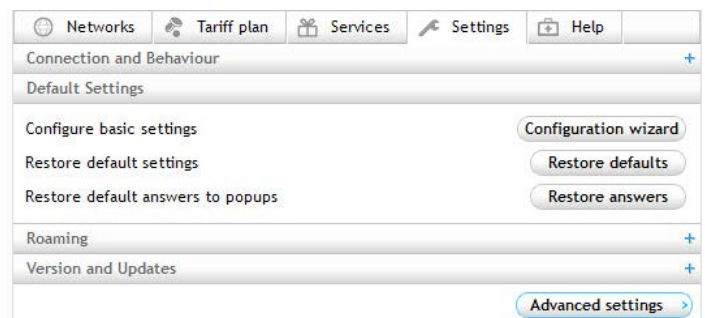 Networks Tariff plan Services Settings Help
Connection and Behaviour +
Default Settings
Configure basic settings Configuration wizard
Restore default settings Restore defaults
Restore default answers to popups Restore answers
Roaming +
Version and Updates +
Advanced settings >